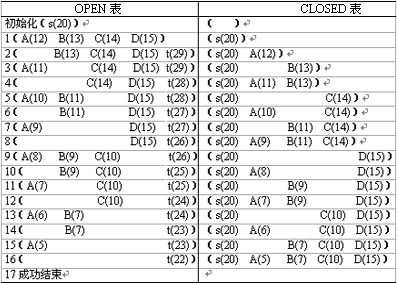 OPEN 表 CLOSED 表
初始化(s(20)) ( )
1(A(12) B(13) C(14) D(15)) (s(20))
2( B(13) C(14) D(15) t(29)) (s(20) A(12))
3(A(11) C(14) D(15) t(29)) (s(20) B(13))
4( C(14) D(15) t(28)) (s(20) A(11) B(13))
5(A(10) B(11) D(15) t(28)) (s(20) C(14))
6( B(11) D(15) t(27)) (s(20) A(10) C(14))
7(A(9) D(15) t(27)) (s(20) B(11) C(14))
8( D(15) t(26)) (s(20) A(9) B(11) C(14))
9(A(8) B(9) C(10) t(26)) (s(20) D(15))
10( B(9) C(10) t(25)) (s(20) A(8) D(15))
11(A(7) C(10) t(25)) (s(20) B(9) D(15))
12( C(10) t(24)) (s(20) A(7) B(9) D(15))
13(A(6) B(7) t(24)) (s(20) C(10) D(15))
14( B(7) t(23)) (s(20) A(6) C(10) D(15))
15(A(5) t(23)) (s(20) B(7) C(10) D(15))
16( t(22)) (s(20) A(5) B(7) C(10) D(15))
17 成功结束